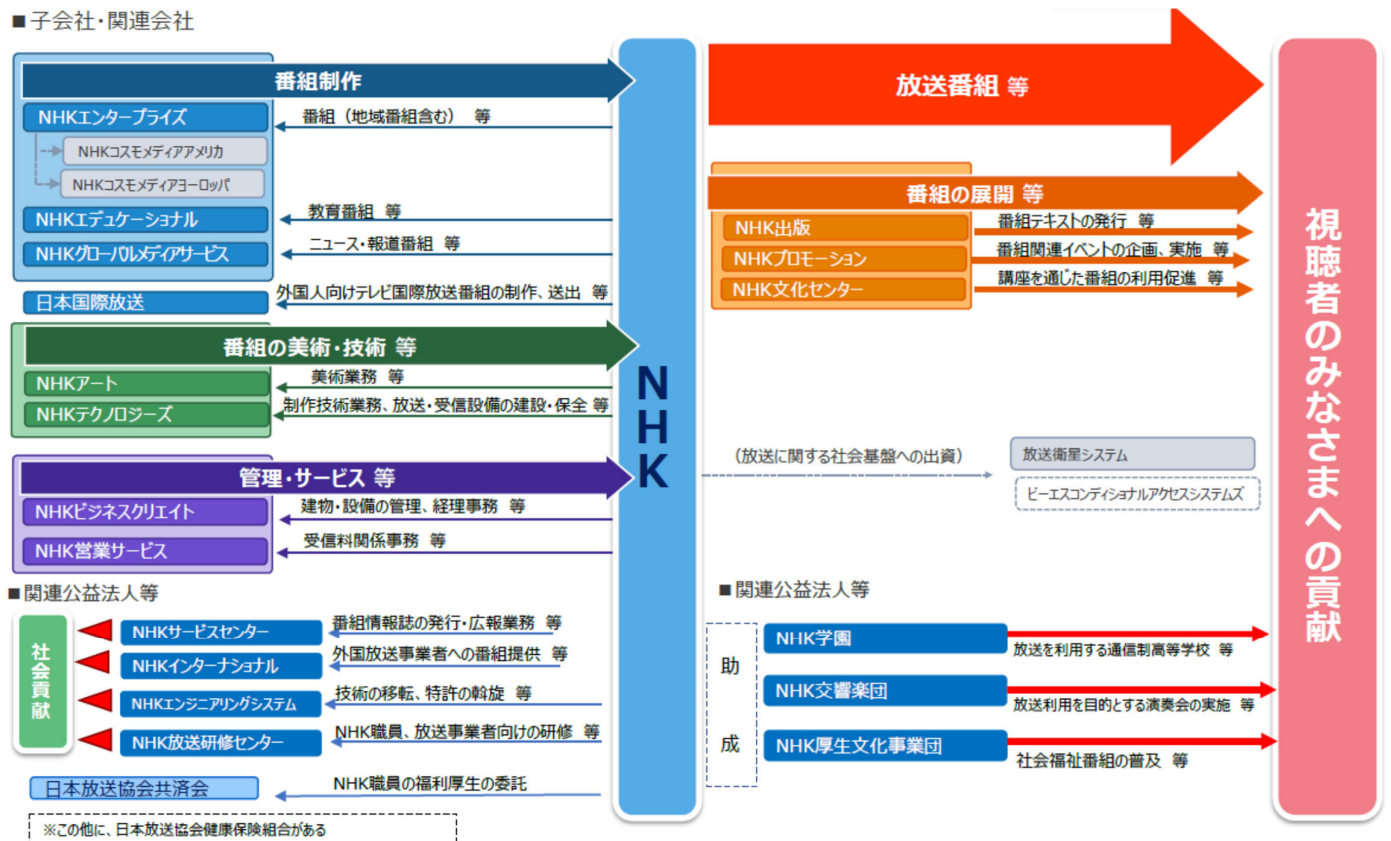 ■子会社・関連会社
番組制作
NHKエンタープライズ
番組（地域番組含む） 等
NHKコスモメディアアメリカ
NHKコスモメディアヨーロッパ
NHKエデュケーショナル
教育番組 等
NHKグローバルメディアサービス
ニュース・報道番組 等
日本国際放送
外国人向けテレビ国際放送番組の制作、送出 等
番組の美術・技術 等
NHKアート
美術業務 等
NHKテクノロジーズ
制作技術業務、放送・受信設備の建設・保全 等
管理・サービス 等
NHKビジネスクリエイト
建物・設備の管理、経理事務 等
NHK営業サービス
受信料関係事務 等
■関連公益法人等
社会貢献
NHKサービスセンター
番組情報誌の発行・広報業務 等
NHKインターナショナル
外国放送事業者への番組提供 等
NHKエンジニアリングシステム
技術の移転、特許の斡旋 等
NHK放送研修センター
NHK職員、放送事業者向けの研修 等
日本放送協会共済会
NHK職員の福利厚生の委託
※この他に、日本放送協会健康保険組合がある
NHK
放送番組 等
番組の展開 等
NHK出版
番組テキストの発行 等
NHKプロモーション
番組関連イベントの企画、実施 等
NHK文化センター
講座を通じた番組の利用促進 等
（放送に関する社会基盤への出資）
放送衛星システム
ビーエスコンディショナルアクセスシステムズ
■関連公益法人等
助成
NHK学園
放送を利用する通信制高等学校 等
NHK交響楽団
放送利用を目的とする演奏会の実施 等
NHK厚生文化事業団
社会福祉番組の普及 等
視聴者のみなさまへの貢献